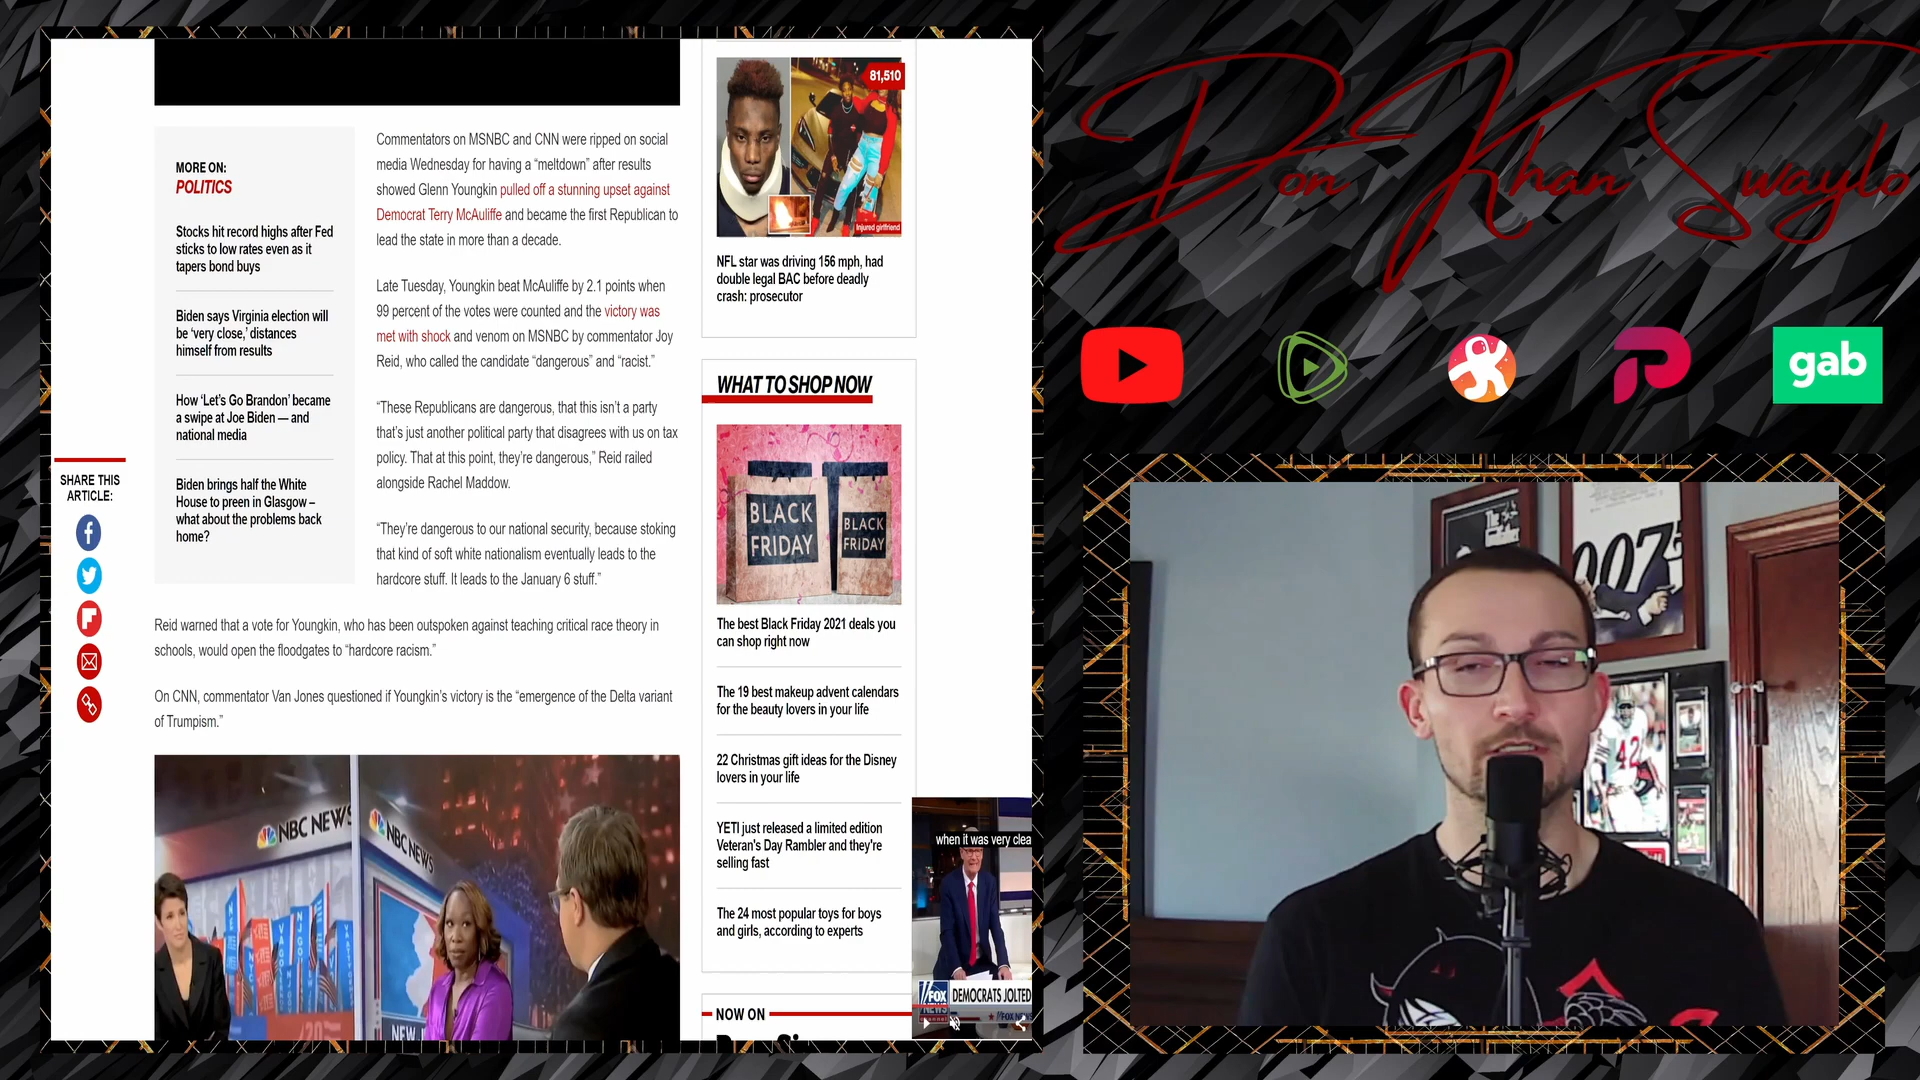 Commentators on MSNBC and CNN were ripped on social
media Wednesday for having a “meltdown” after results
showed Glenn Youngkin pulled off a stunning upset against
Democrat Terry McAuliffe and became the first Republican to
lead the state in more than a decade.
Late Tuesday, Youngkin beat McAuliffe by 2.1 points when
99 percent of the votes were counted and the victory was
met with shock and venom on MSNBC by commentator Joy
Reid, who called the candidate “dangerous” and “racist.”
“These Republicans are dangerous, that this isn’t a party
that’s just another political party that disagrees with us on tax
policy. That at this point, they’re dangerous,” Reid railed
alongside Rachel Maddow.
“They’re dangerous to our national security, because stoking
that kind of soft white nationalism eventually leads to the
hardcore stuff. It leads to the January 6 stuff.”
Reid warned that a vote for Youngkin, who has been outspoken against teaching critical race theory in
schools, would open the floodgates to “hardcore racism.”
On CNN, commentator Van Jones questioned if Youngkin’s victory is the “emergence of the Delta variant
of Trumpism.”
MORE ON:
POLITICS
Stocks hit record highs after Fed
sticks to low rates even as it
tapers bond buys
Biden says Virginia election will
be ‘very close,’ distances
himself from results
How ‘Let’s Go Brandon’ became
a swipe at Joe Biden — and
national media
Biden brings half the White
House to preen in Glasgow –
what about the problems back
home?
SHARE THIS
ARTICLE:
NBC NEWS
NBC NEWS
81,510
Injured girlfriend
NFL star was driving 156 mph, had
double legal BAC before deadly
crash: prosecutor
WHAT TO SHOP NOW
BLACK
FRIDAY
BLACK
FRIDAY
The best Black Friday 2021 deals you
can shop right now
The 19 best makeup advent calendars
for the beauty lovers in your life
22 Christmas gift ideas for the Disney
lovers in your life
YETI just released a limited edition
Veteran's Day Rambler and they're
selling fast
The 24 most popular toys for boys
and girls, according to experts
NOW ON
when it was very clea
FOX
NEWS
channel
DEMOCRATS JOLTED
Don Khan Swaylo
gab
007
42